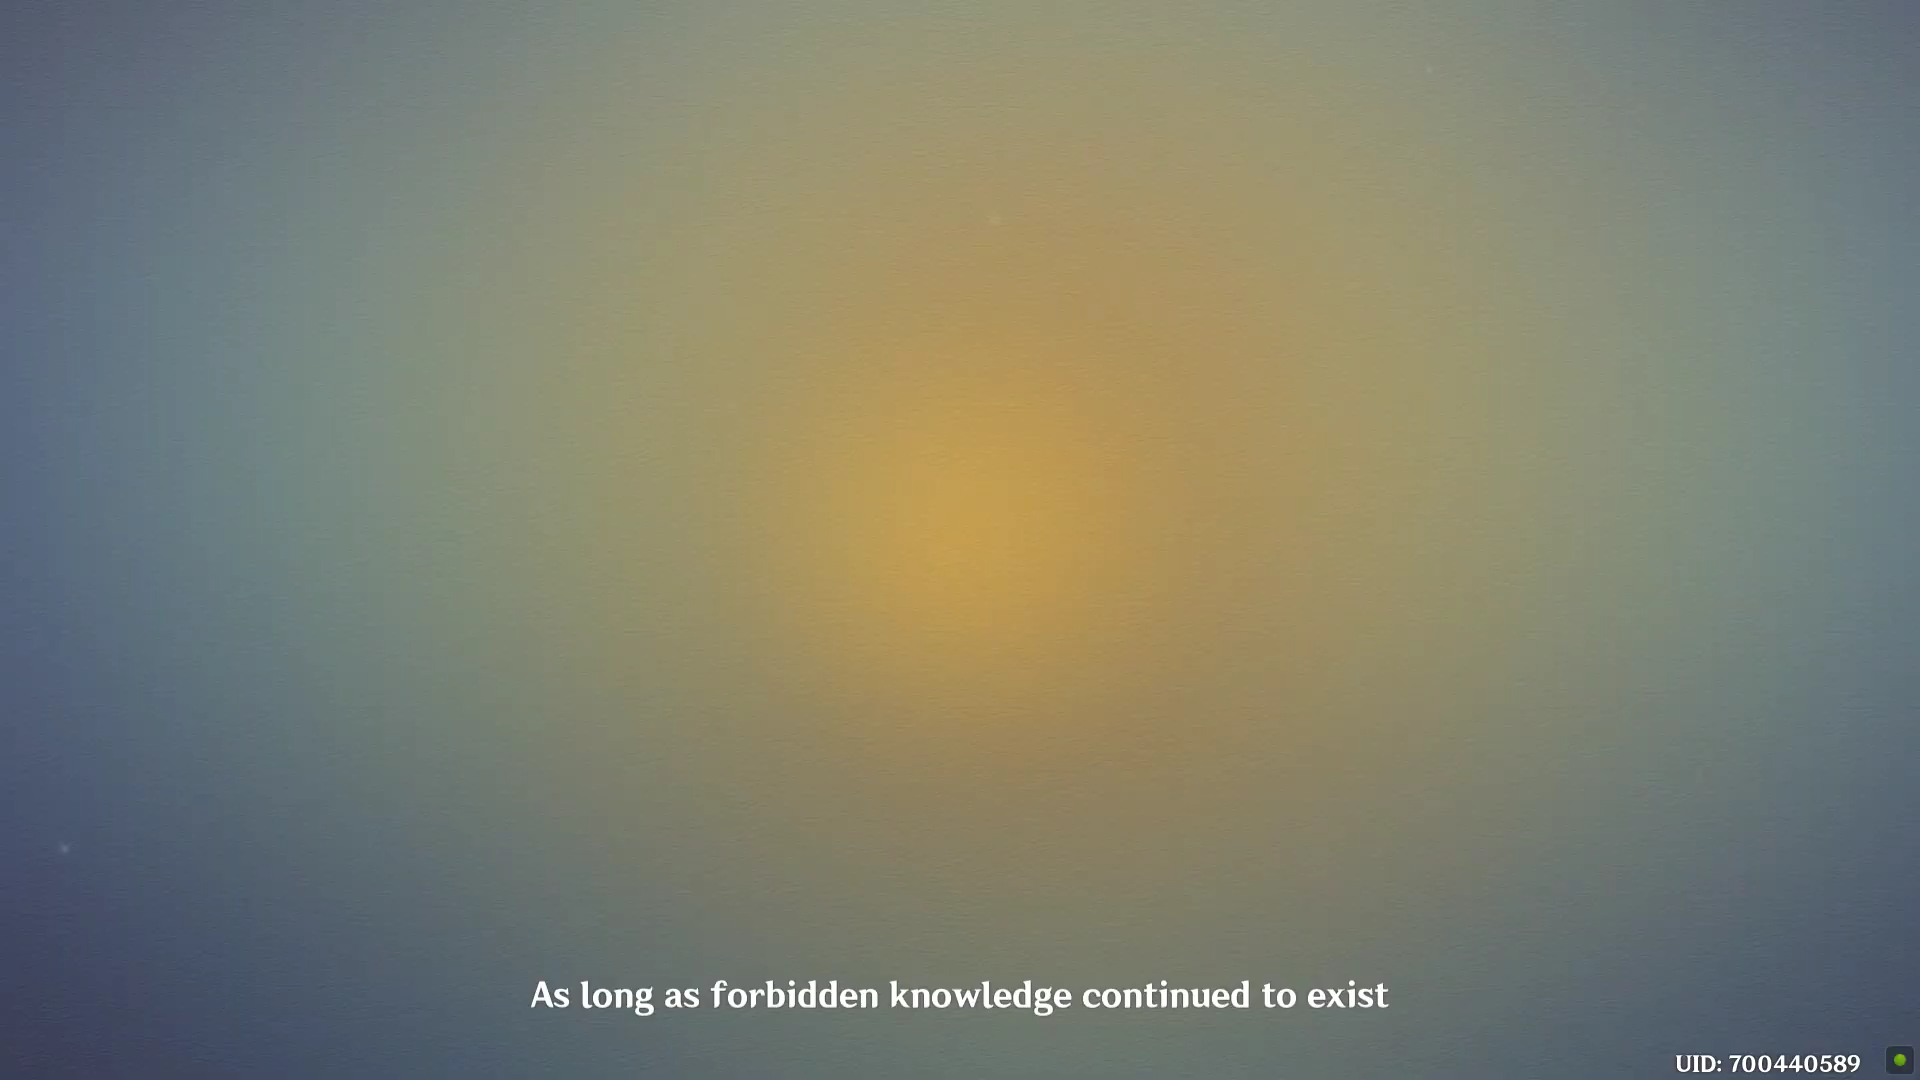 As long as forbidden knowledge continued to exist
UID: 700440589